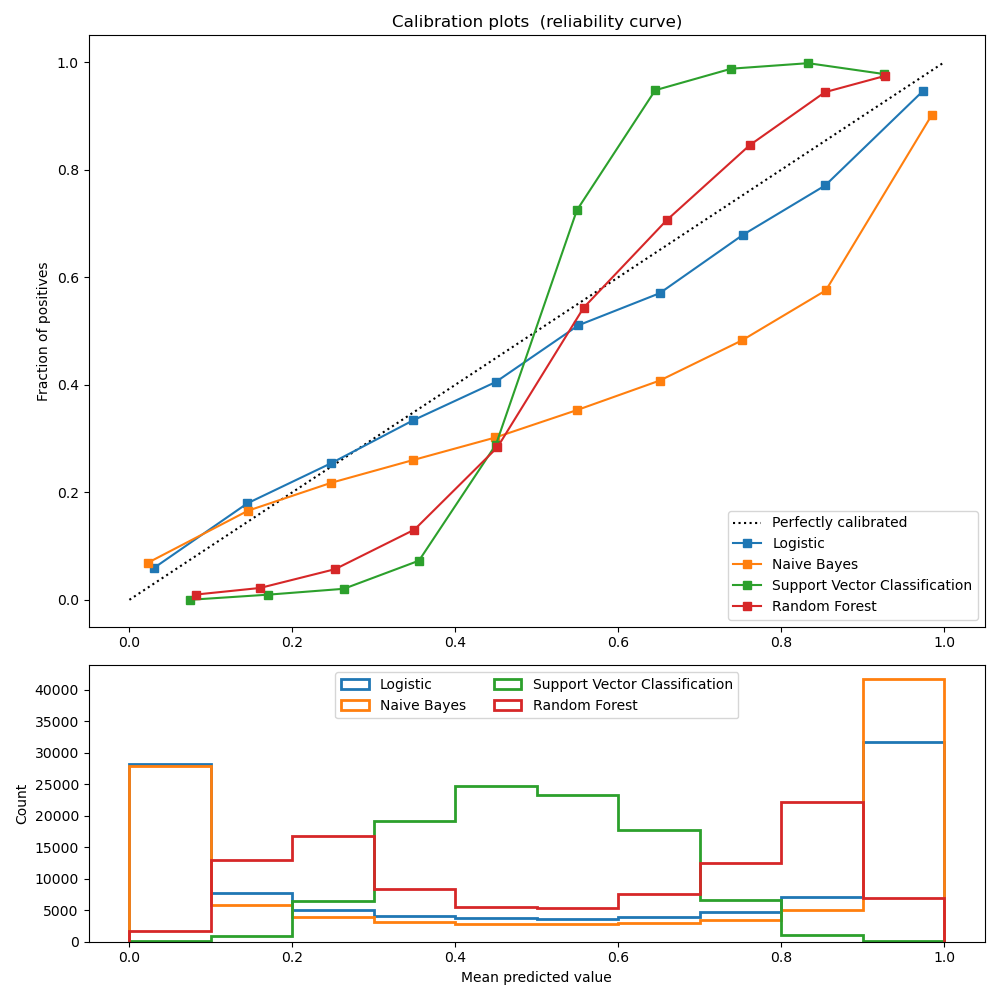 Calibration plots  (reliability curve)
1.0
0.8
0.6
0.4
0.2
0.0
Fraction of positives
Perfectly calibrated
Logistic
Naive Bayes
Support Vector Classification
Random Forest
0.0 0.2 0.4 0.6 0.8 1.0
Logistic Support Vector Classification
Naive Bayes Random Forest
40000
35000
30000
25000
20000
15000
10000
5000
0
Count
0.0 0.2 0.4 0.6 0.8 1.0
Mean predicted value